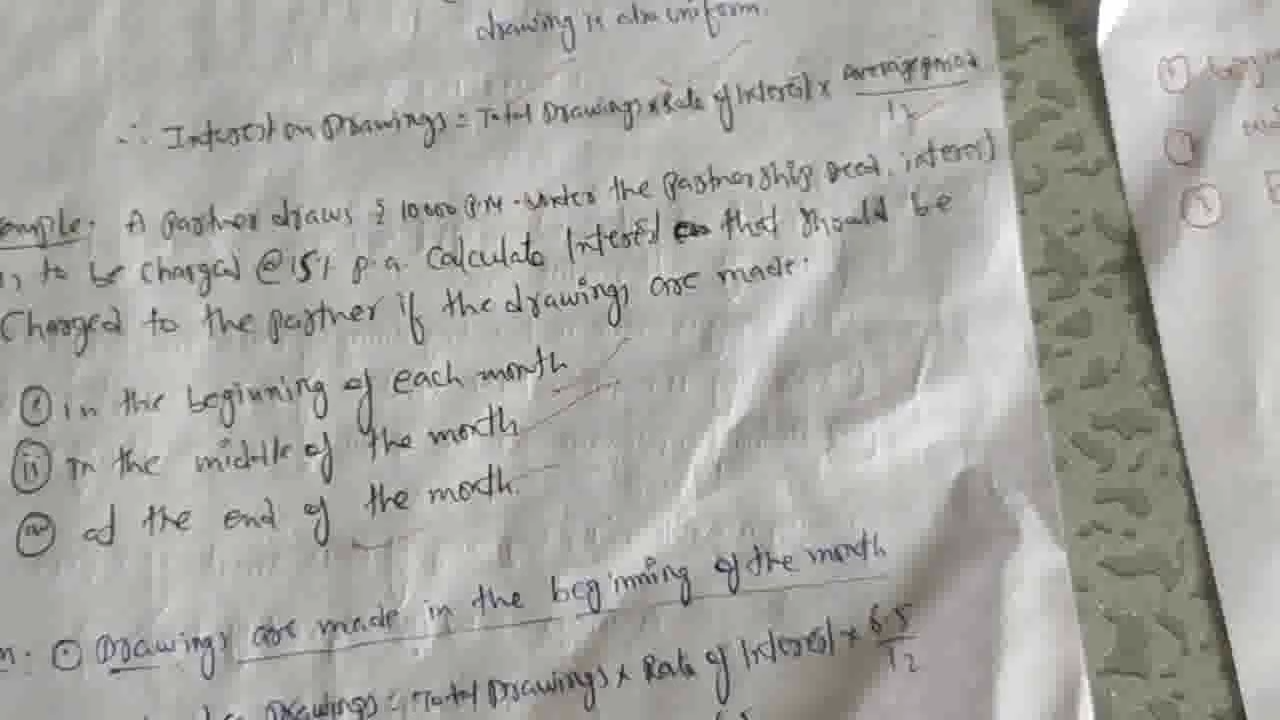 drawing is also uniform.
∴ Interest on Drawings = Total Drawings x Rate of Interest x Average period / 12
ample: A partner draws ₹ 10000 P.M. Under the partnership Deed, interest
is to be charged @ 15% p.a. Calculate Interest that should be
Charged to the partner if the drawings are made:
(i) in the beginning of each month
(ii) in the middle of the month
(iii) at the end of the month.
n: (i) Drawings are made in the beginning of the month
Drawings = Total Drawings x Rate of Interest x 6.5 / 12